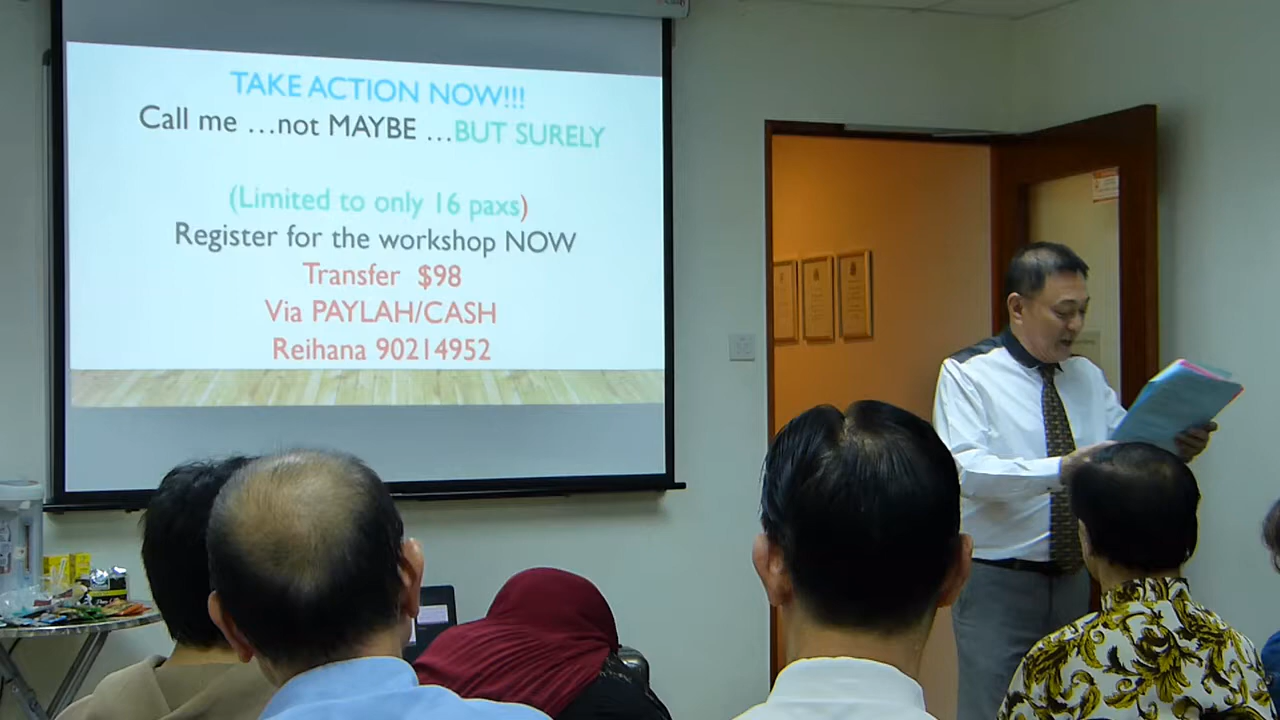 TAKE ACTION NOW!!!
Call me ...not MAYBE ...BUT SURELY
(Limited to only 16 paxs)
Register for the workshop NOW
Transfer $98
Via PAYLAH/CASH
Reihana 90214952